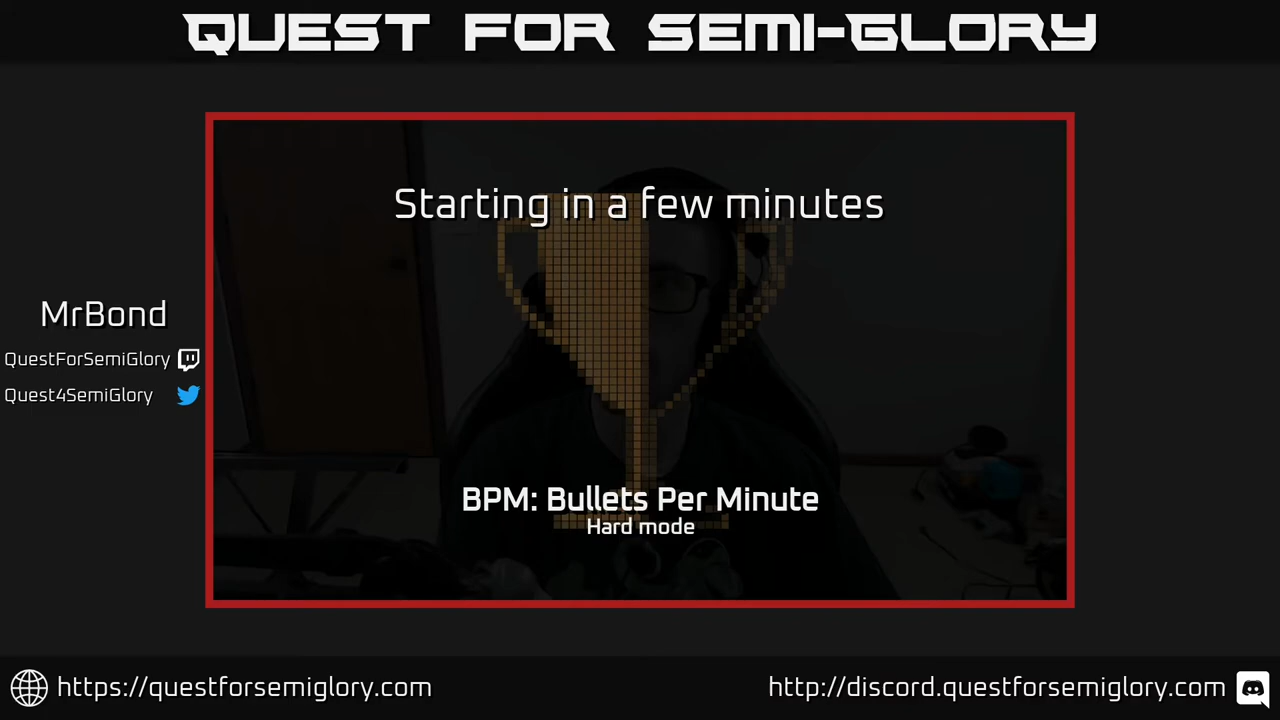 QUEST FOR SEMI-GLORY
Starting in a few minutes
MrBond
QuestForSemiGlory
Quest4SemiGlory
BPM: Bullets Per Minute
Hard mode
https://questforsemiglory.com
http://discord.questforsemiglory.com